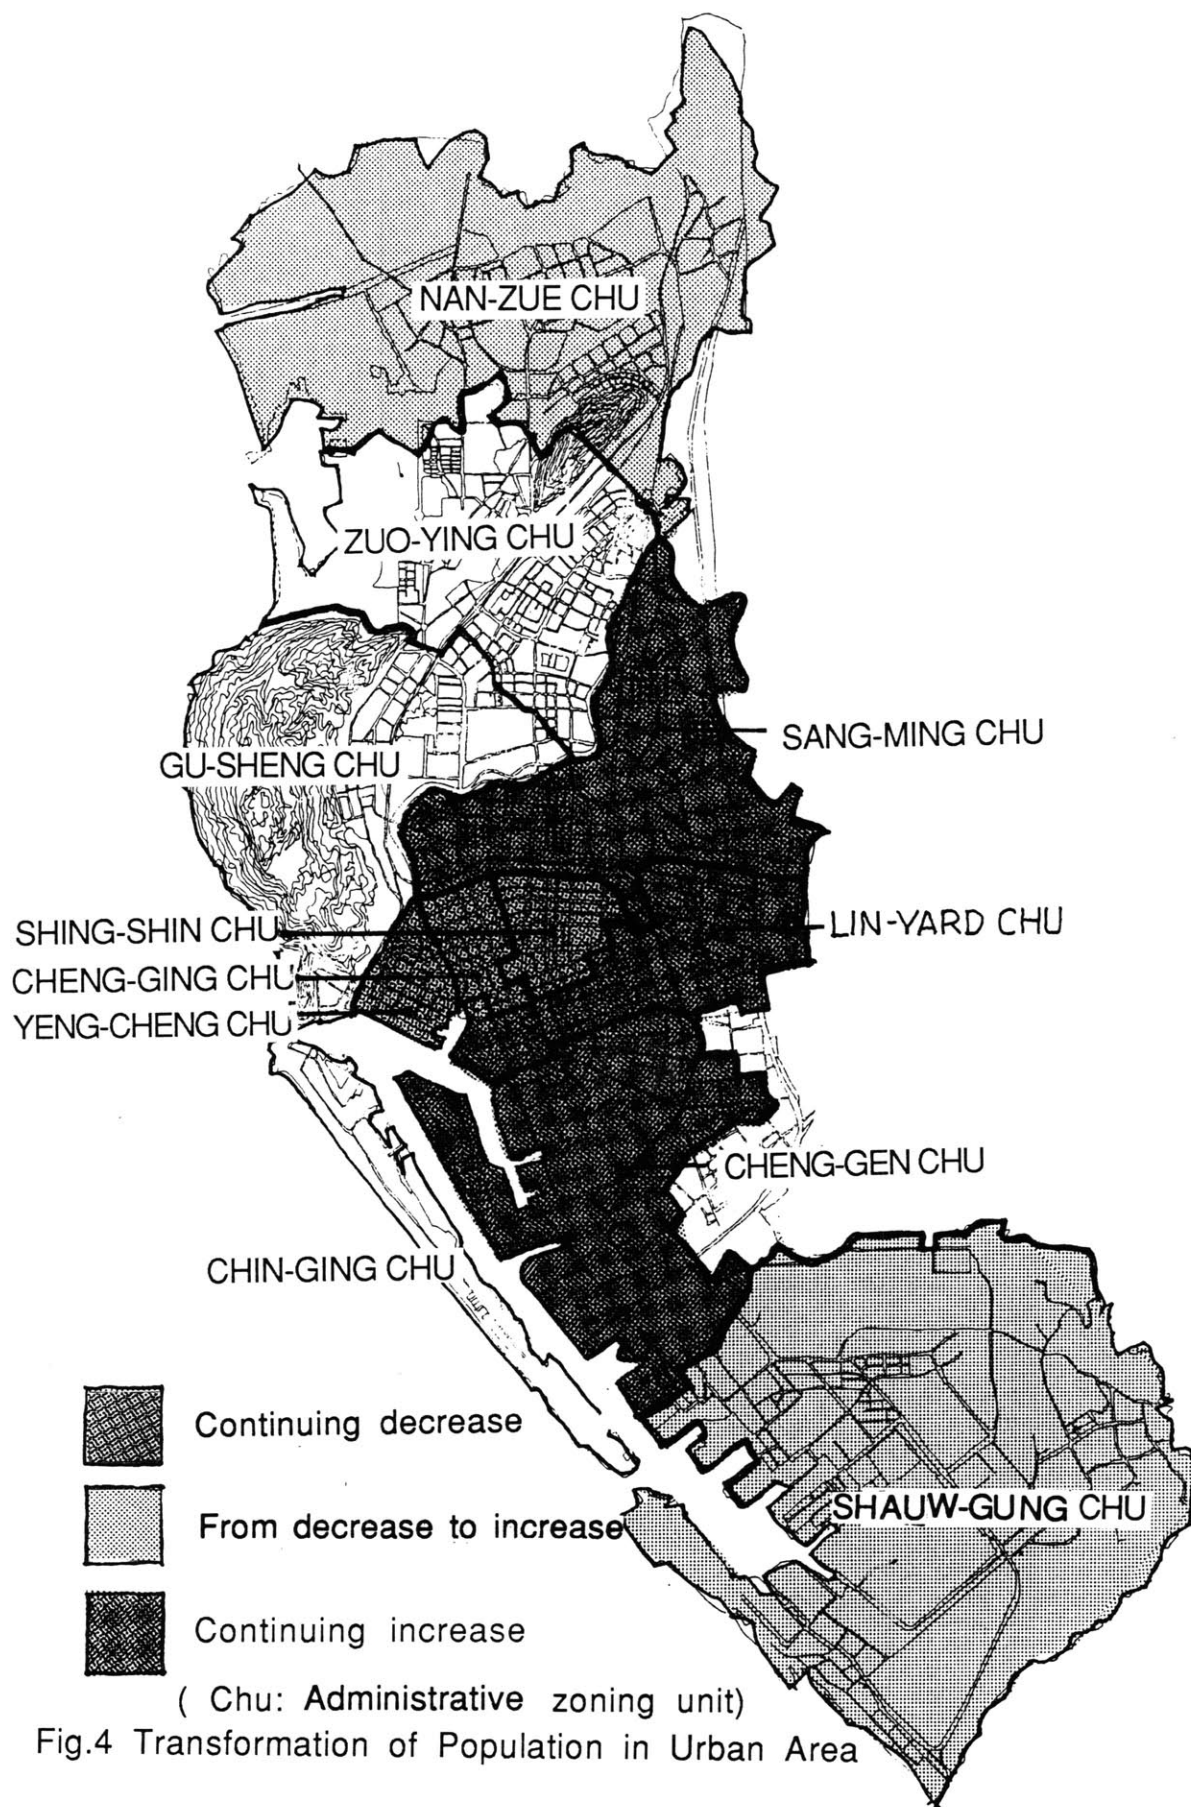 NAN-ZUE CHU
ZUO-YING CHU
SANG-MING CHU
GU-SHENG CHU
SHING-SHIN CHU
LIN-YARD CHU
CHENG-GING CHU
YENG-CHENG CHU
CHENG-GEN CHU
CHIN-GING CHU
Continuing decrease
SHAUW-GUNG CHU
From decrease to increase
Continuing increase
( Chu: Administrative zoning unit)
Fig.4 Transformation of Population in Urban Area